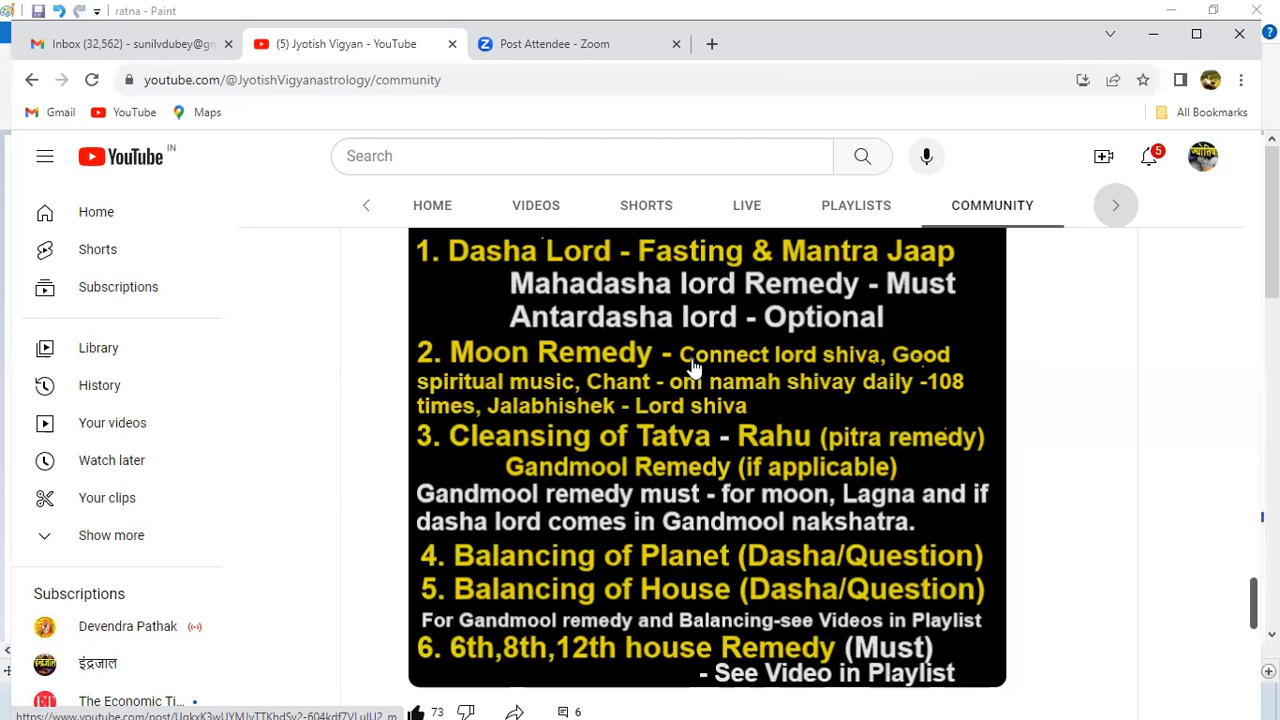 ratna - Paint
Inbox (32,562) - sunilvdubey@gn
(5) Jyotish Vigyan - YouTube
Post Attendee - Zoom
youtube.com/@JyotishVigyanastrology/community
Gmail
YouTube
Maps
All Bookmarks
YouTube IN
Search
5
ज्योतिष
HOME
VIDEOS
SHORTS
LIVE
PLAYLISTS
COMMUNITY
Home
Shorts
Subscriptions
Library
History
Your videos
Watch later
Your clips
Show more
Subscriptions
Devendra Pathak
इंद्रजाल
The Economic Ti...
1. Dasha Lord - Fasting & Mantra Jaap
Mahadasha lord Remedy - Must
Antardasha lord - Optional
2. Moon Remedy - Connect lord shiva, Good
spiritual music, Chant - om namah shivay daily -108
times, Jalabhishek - Lord shiva
3. Cleansing of Tatva - Rahu (pitra remedy)
Gandmool Remedy (if applicable)
Gandmool remedy must - for moon, Lagna and if
dasha lord comes in Gandmool nakshatra.
4. Balancing of Planet (Dasha/Question)
5. Balancing of House (Dasha/Question)
For Gandmool remedy and Balancing-see Videos in Playlist
6. 6th,8th,12th house Remedy (Must)
- See Video in Playlist
73
6